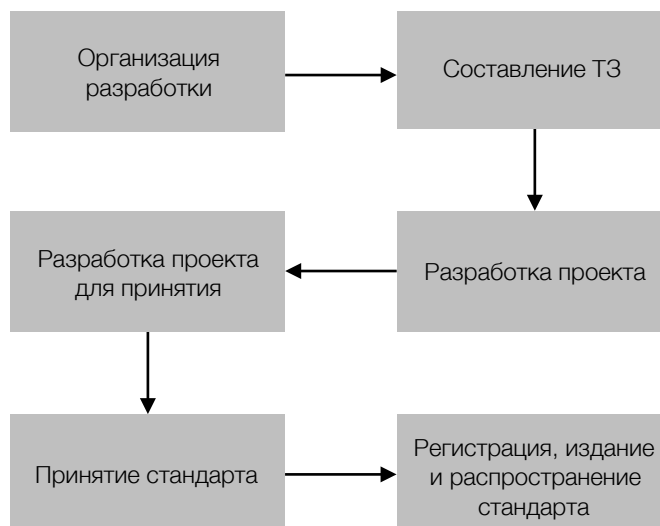 Организация
разработки
Составление ТЗ
Разработка проекта
Разработка проекта
для принятия
Принятие стандарта
Регистрация, издание
и распространение
стандарта